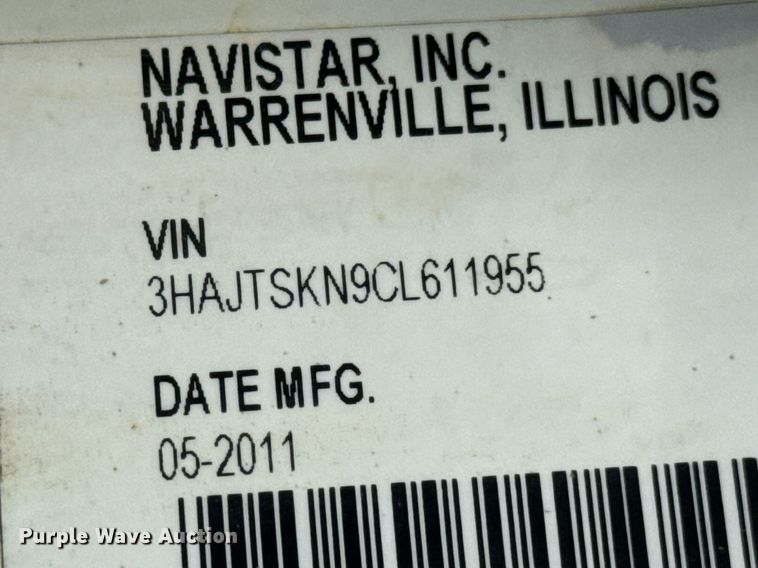 NAVISTAR, INC.
WARRENVILLE, ILLINOIS
VIN
3HAJTSKN9CL611955
DATE MFG.
05-2011
Purple Wave Auction